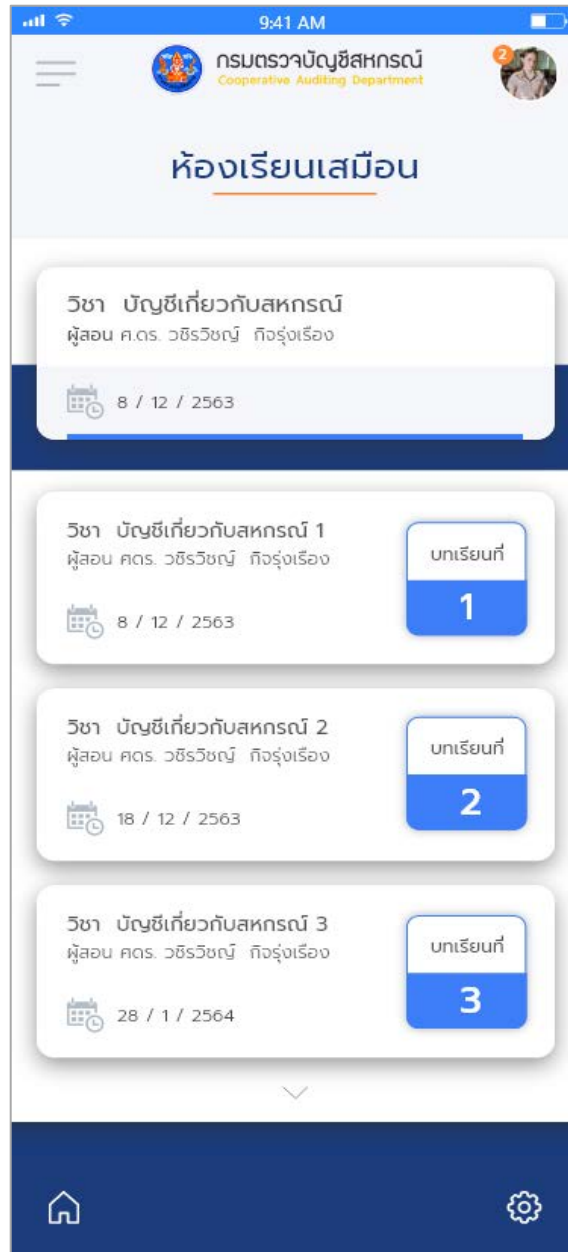 9:41 AM
กรมตรวจบัญชีสหกรณ์
Cooperative Auditing Department
2
ห้องเรียนเสมือน
วิชา บัญชีเกี่ยวกับสหกรณ์
ผู้สอน ศ.ดร. วชิรวิชญ์ กิจรุ่งเรือง
8 / 12 / 2563
วิชา บัญชีเกี่ยวกับสหกรณ์ 1
ผู้สอน ศดร. วชิรวิชญ์ กิจรุ่งเรือง
8 / 12 / 2563
บทเรียนที่
1
วิชา บัญชีเกี่ยวกับสหกรณ์ 2
ผู้สอน ศดร. วชิรวิชญ์ กิจรุ่งเรือง
18 / 12 / 2563
บทเรียนที่
2
วิชา บัญชีเกี่ยวกับสหกรณ์ 3
ผู้สอน ศดร. วชิรวิชญ์ กิจรุ่งเรือง
28 / 1 / 2564
บทเรียนที่
3